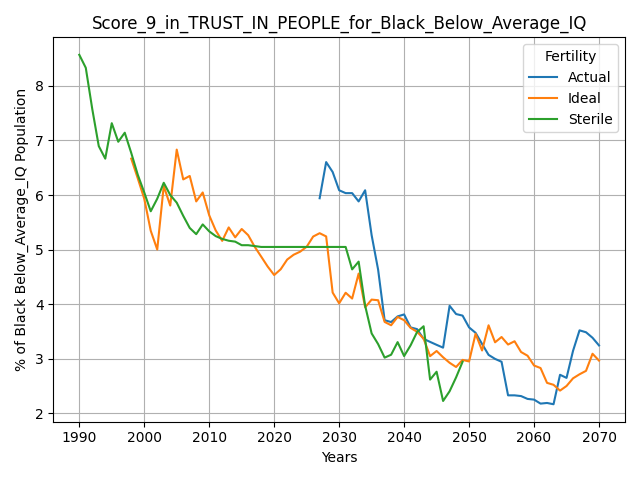 Score_9_in_TRUST_IN_PEOPLE_for_Black_Below_Average_IQ
Fertility
Actual
Ideal
Sterile
% of Black Below_Average_IQ Population
8
7
6
5
4
3
2
1990 2000 2010 2020 2030 2040 2050 2060 2070
Years